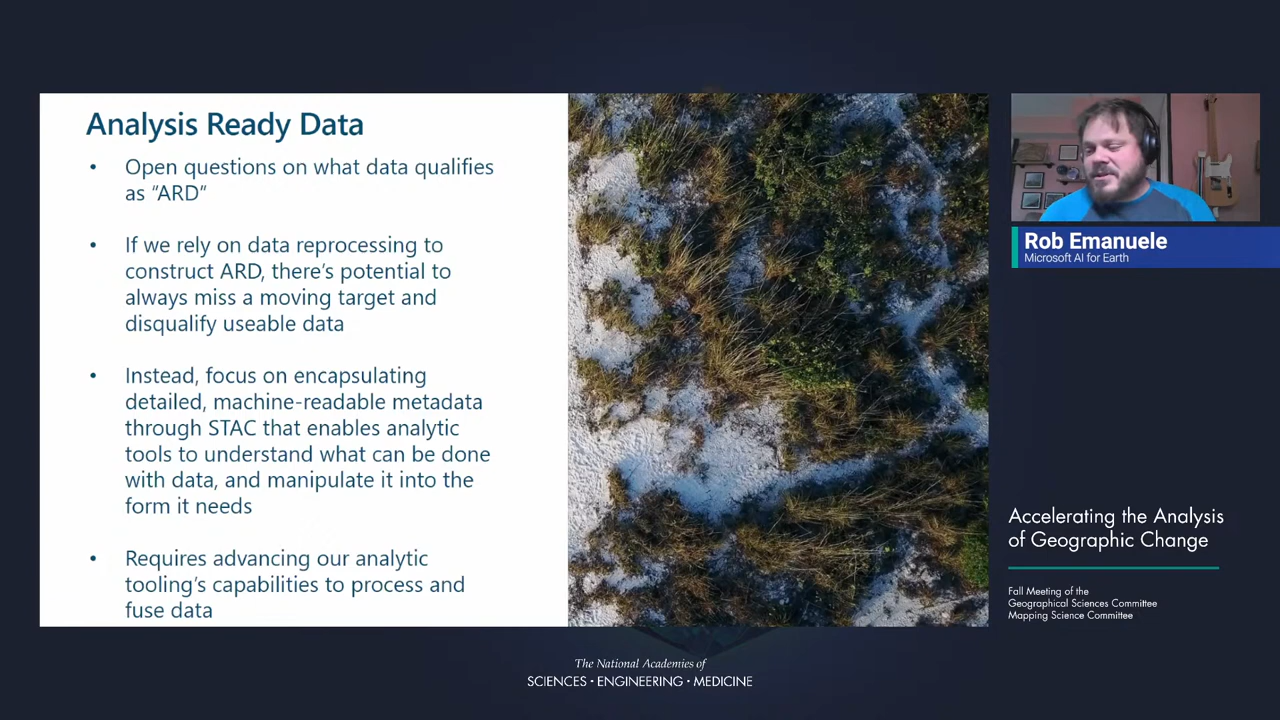 Analysis Ready Data
• Open questions on what data qualifies
as “ARD”
• If we rely on data reprocessing to
construct ARD, there’s potential to
always miss a moving target and
disqualify useable data
• Instead, focus on encapsulating
detailed, machine-readable metadata
through STAC that enables analytic
tools to understand what can be done
with data, and manipulate it into the
form it needs
• Requires advancing our analytic
tooling’s capabilities to process and
fuse data
Rob Emanuele
Microsoft AI for Earth
Accelerating the Analysis
of Geographic Change
Fall Meeting of the
Geographical Sciences Committee
Mapping Science Committee
The National Academies of
SCIENCES • ENGINEERING • MEDICINE